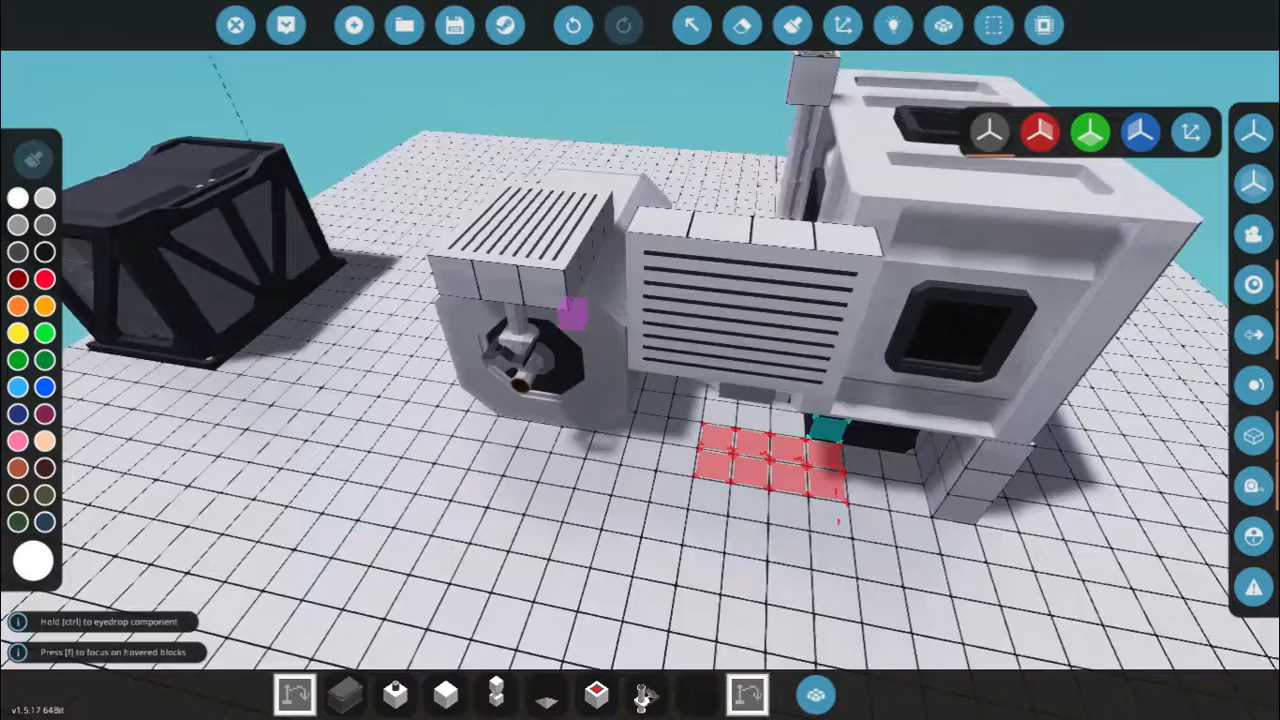 Hold [ctrl] to eyedrop component
Press [f] to focus on hovered blocks
v1.5.17 64Bit